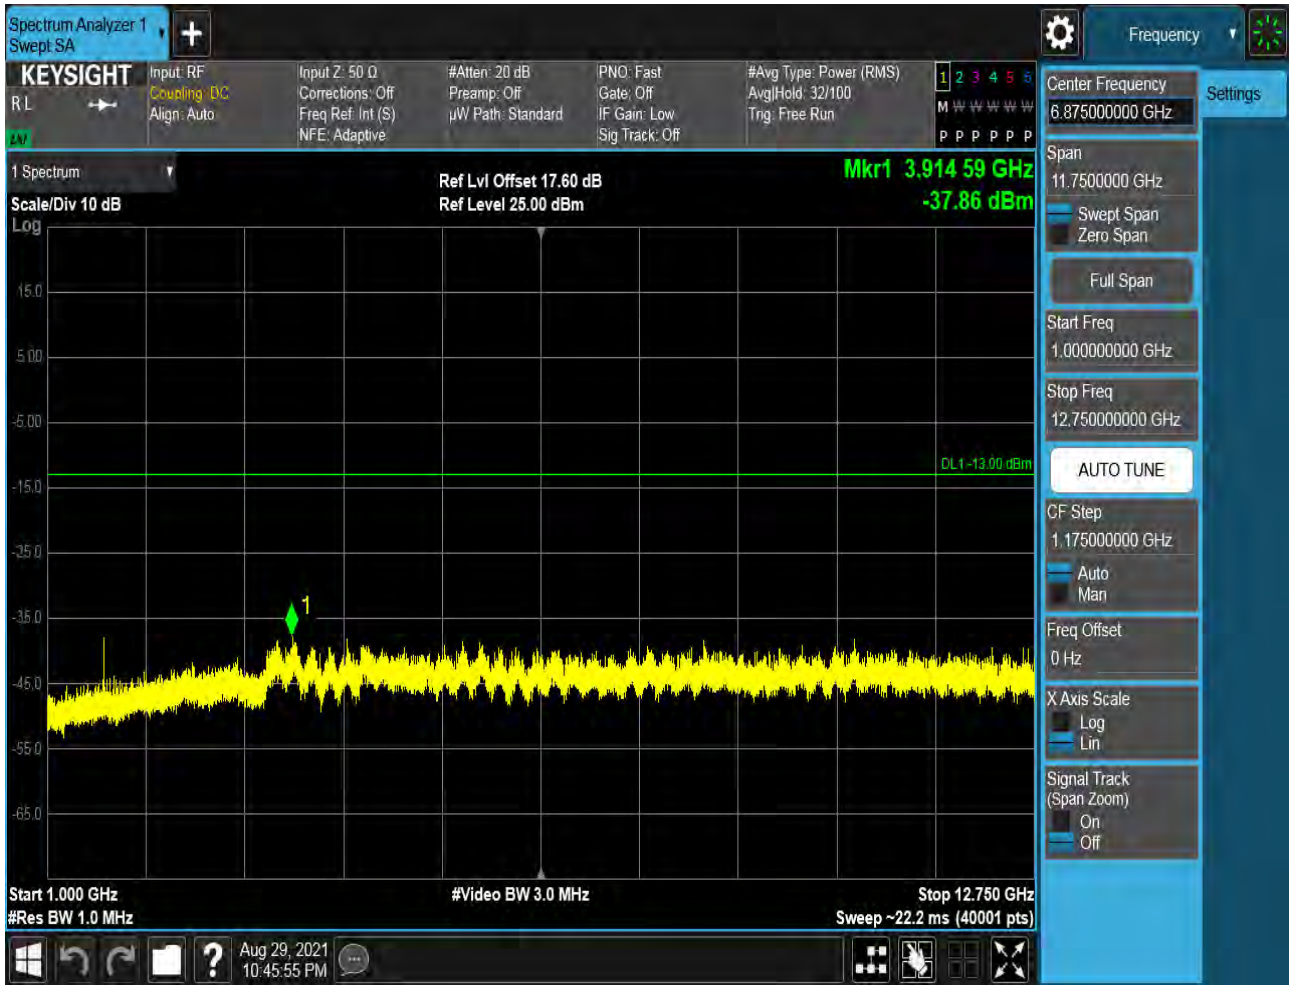 Spectrum Analyzer 1
Swept SA
Frequency
KEYSIGHT
R L
Input: RF
Coupling: DC
Align: Auto
Input Z: 50 Ω
Corrections: Off
Freq Ref: Int (S)
NFE: Adaptive
#Atten: 20 dB
Preamp: Off
µW Path: Standard
PNO: Fast
Gate: Off
IF Gain: Low
Sig Track: Off
#Avg Type: Power (RMS)
Avg|Hold: 32/100
Trig: Free Run
1 2 3 4 5 6
M W W W W W
P P P P P P
1 Spectrum
Scale/Div 10 dB
Log
Ref Lvl Offset 17.60 dB
Ref Level 25.00 dBm
Mkr1 3.914 59 GHz
-37.86 dBm
15.0
5.00
-5.00
DL1 -13.00 dBm
-15.0
-25.0
1
-35.0
-45.0
-55.0
-65.0
Start 1.000 GHz
#Res BW 1.0 MHz
#Video BW 3.0 MHz
Stop 12.750 GHz
Sweep ~22.2 ms (40001 pts)
Aug 29, 2021
10:45:55 PM
Center Frequency
6.875000000 GHz
Settings
Span
11.7500000 GHz
Swept Span
Zero Span
Full Span
Start Freq
1.000000000 GHz
Stop Freq
12.750000000 GHz
AUTO TUNE
CF Step
1.175000000 GHz
Auto
Man
Freq Offset
0 Hz
X Axis Scale
Log
Lin
Signal Track
(Span Zoom)
On
Off